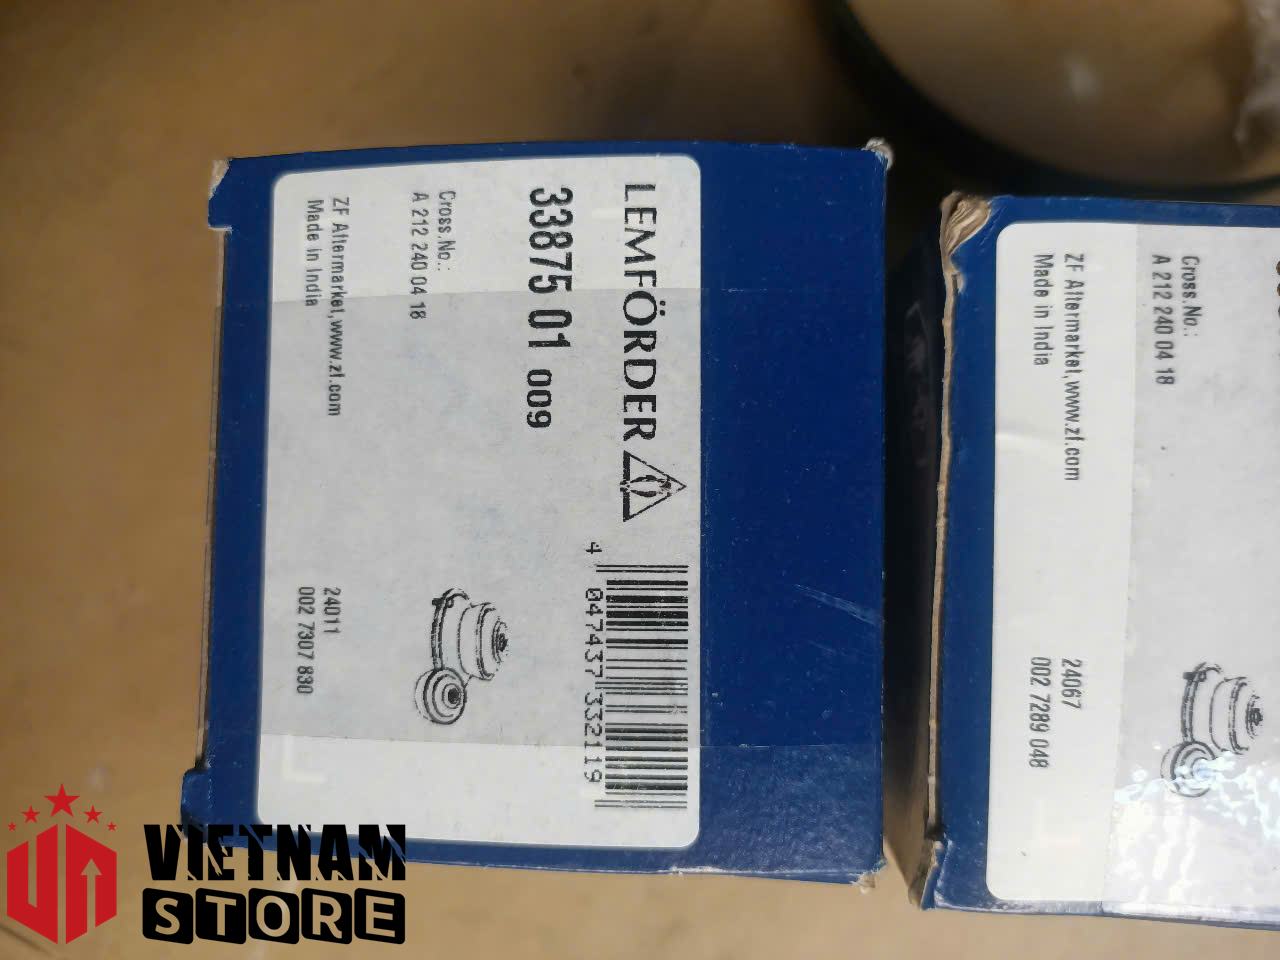 LEMFÖRDER
33875 01 009
Cross.No.:
A 212 240 04 18
ZF Aftermarket,www.zf.com
Made in India
24011
002 7307 830
4 047437 332119
Cross.No.:
A 212 240 04 18
ZF Aftermarket,www.zf.com
Made in India
24067
002 7289 048
VIETNAM
STORE